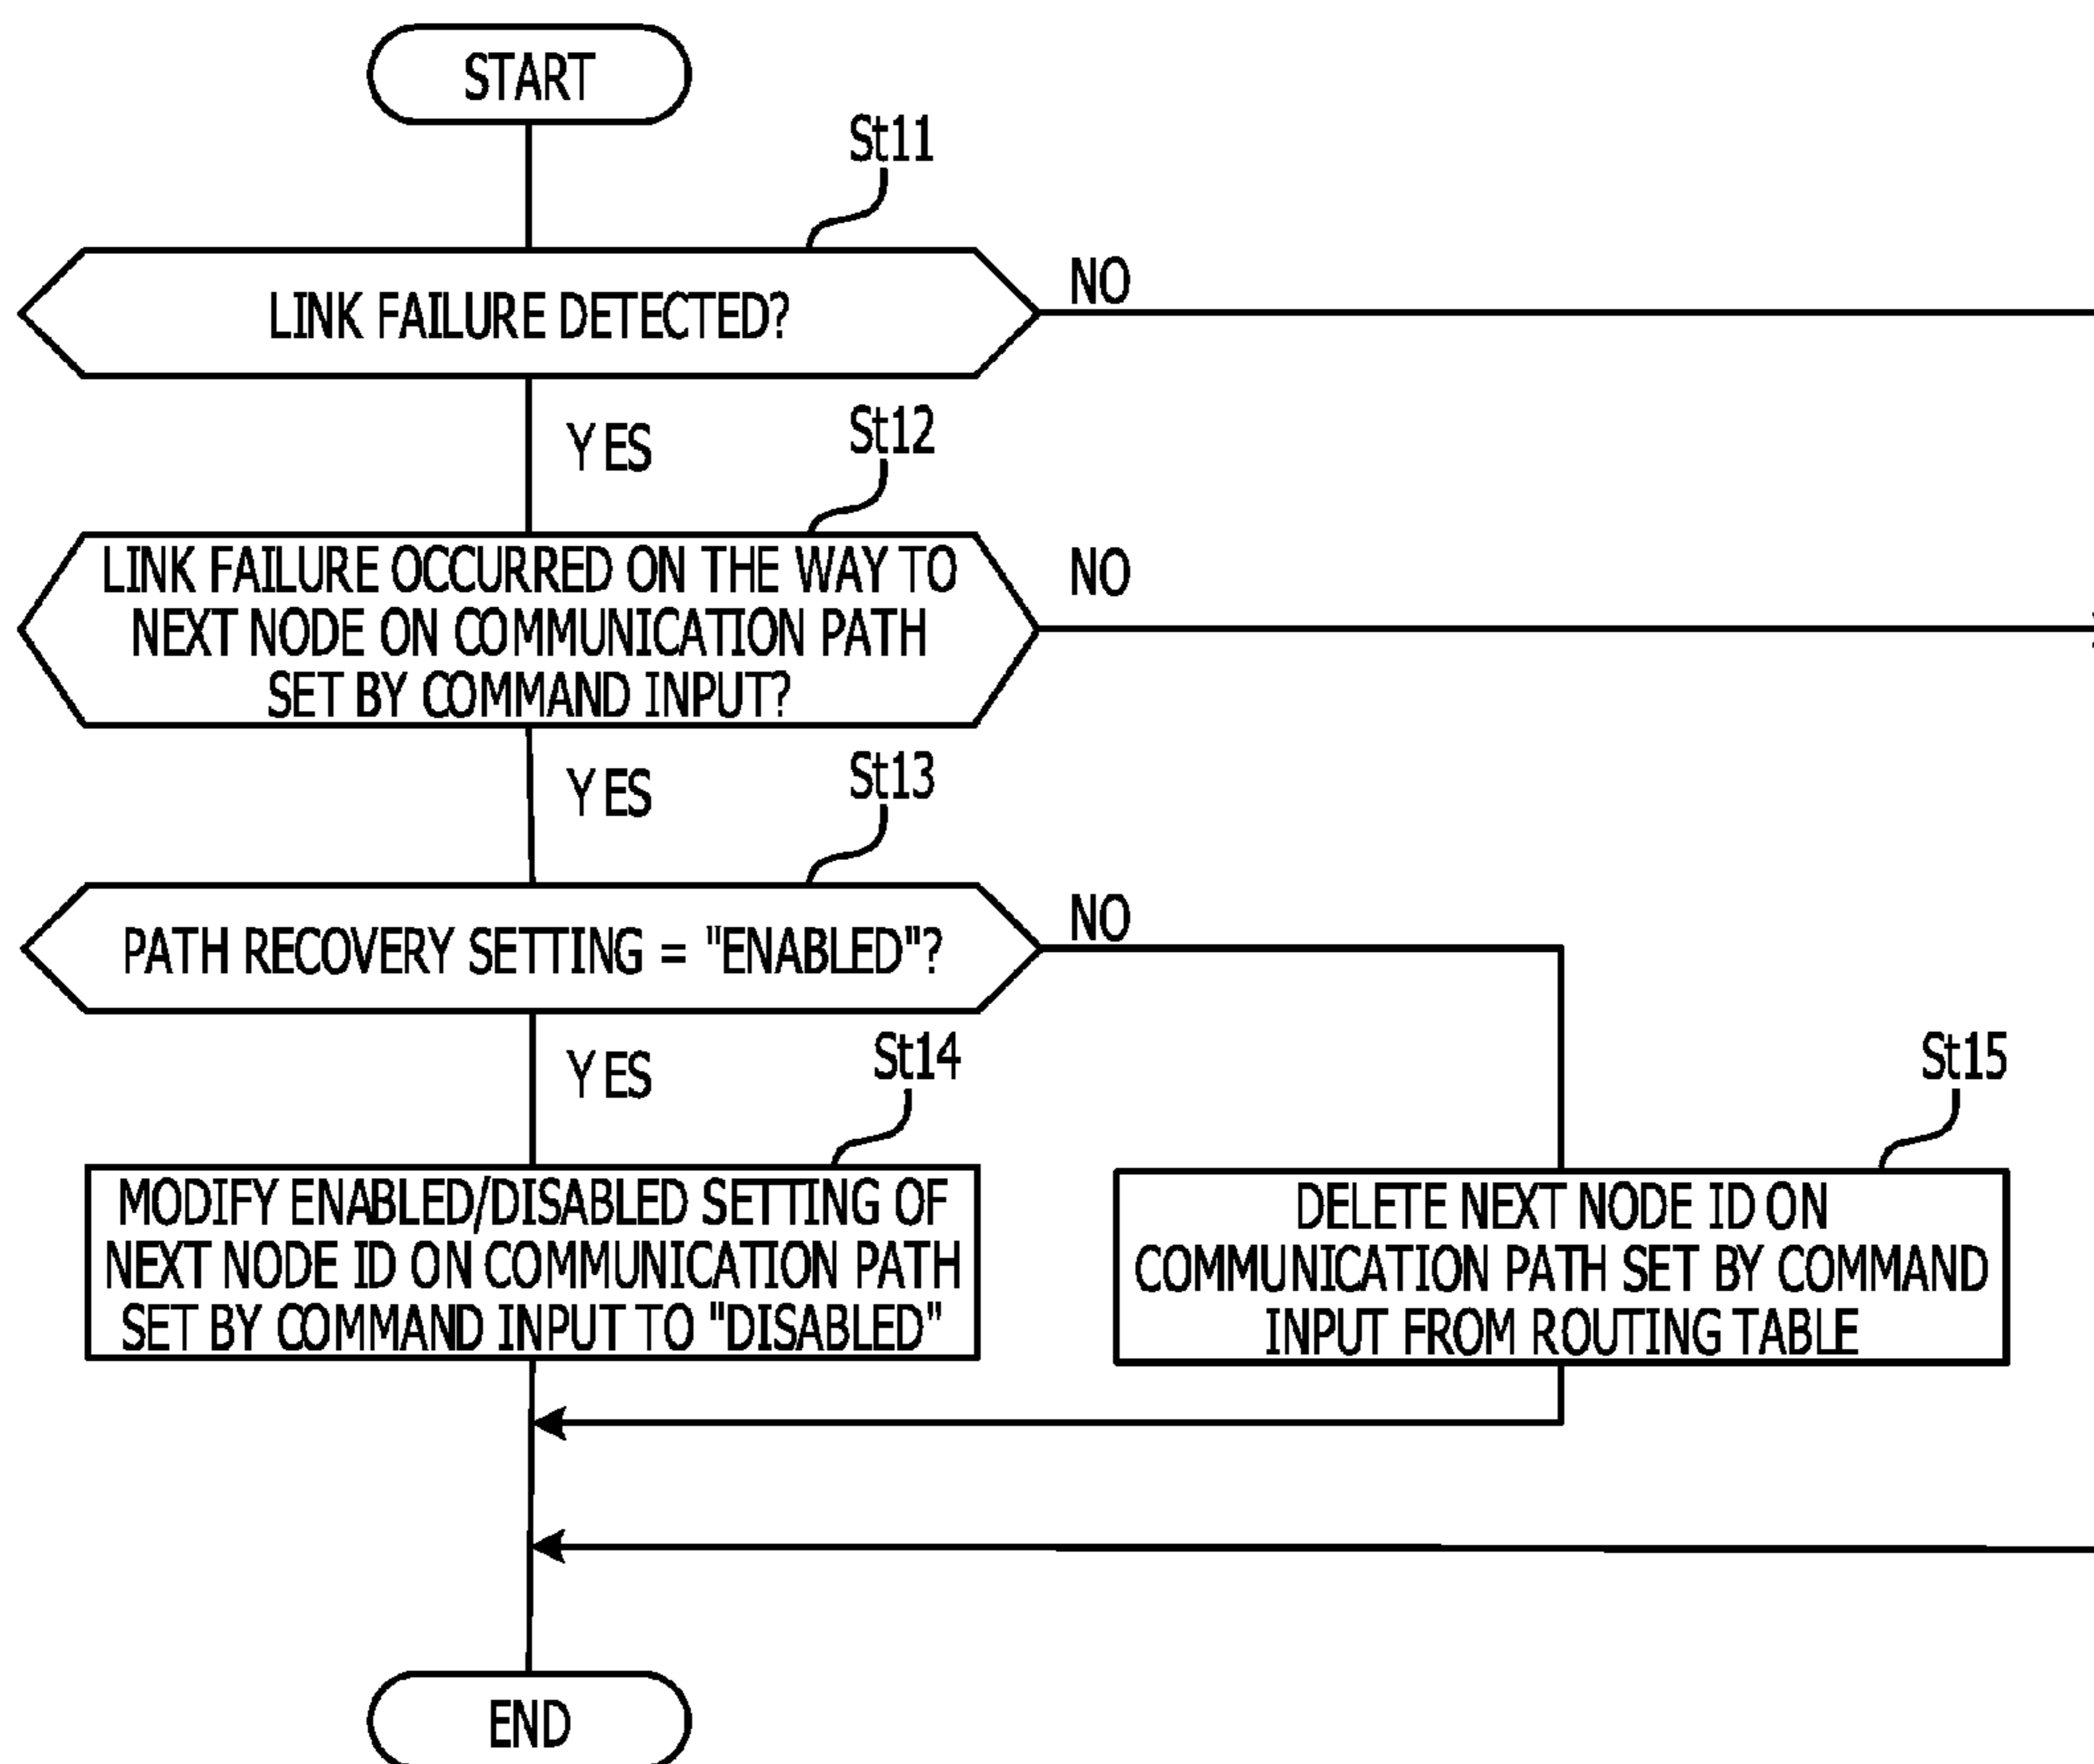 START
St11
LINK FAILURE DETECTED?
NO
YES
St12
LINK FAILURE OCCURRED ON THE WAY TO
NEXT NODE ON COMMUNICATION PATH
SET BY COMMAND INPUT?
NO
YES
St13
PATH RECOVERY SETTING = "ENABLED"?
NO
YES
St14
MODIFY ENABLED/DISABLED SETTING OF
NEXT NODE ID ON COMMUNICATION PATH
SET BY COMMAND INPUT TO "DISABLED"
St15
DELETE NEXT NODE ID ON
COMMUNICATION PATH SET BY COMMAND
INPUT FROM ROUTING TABLE
END